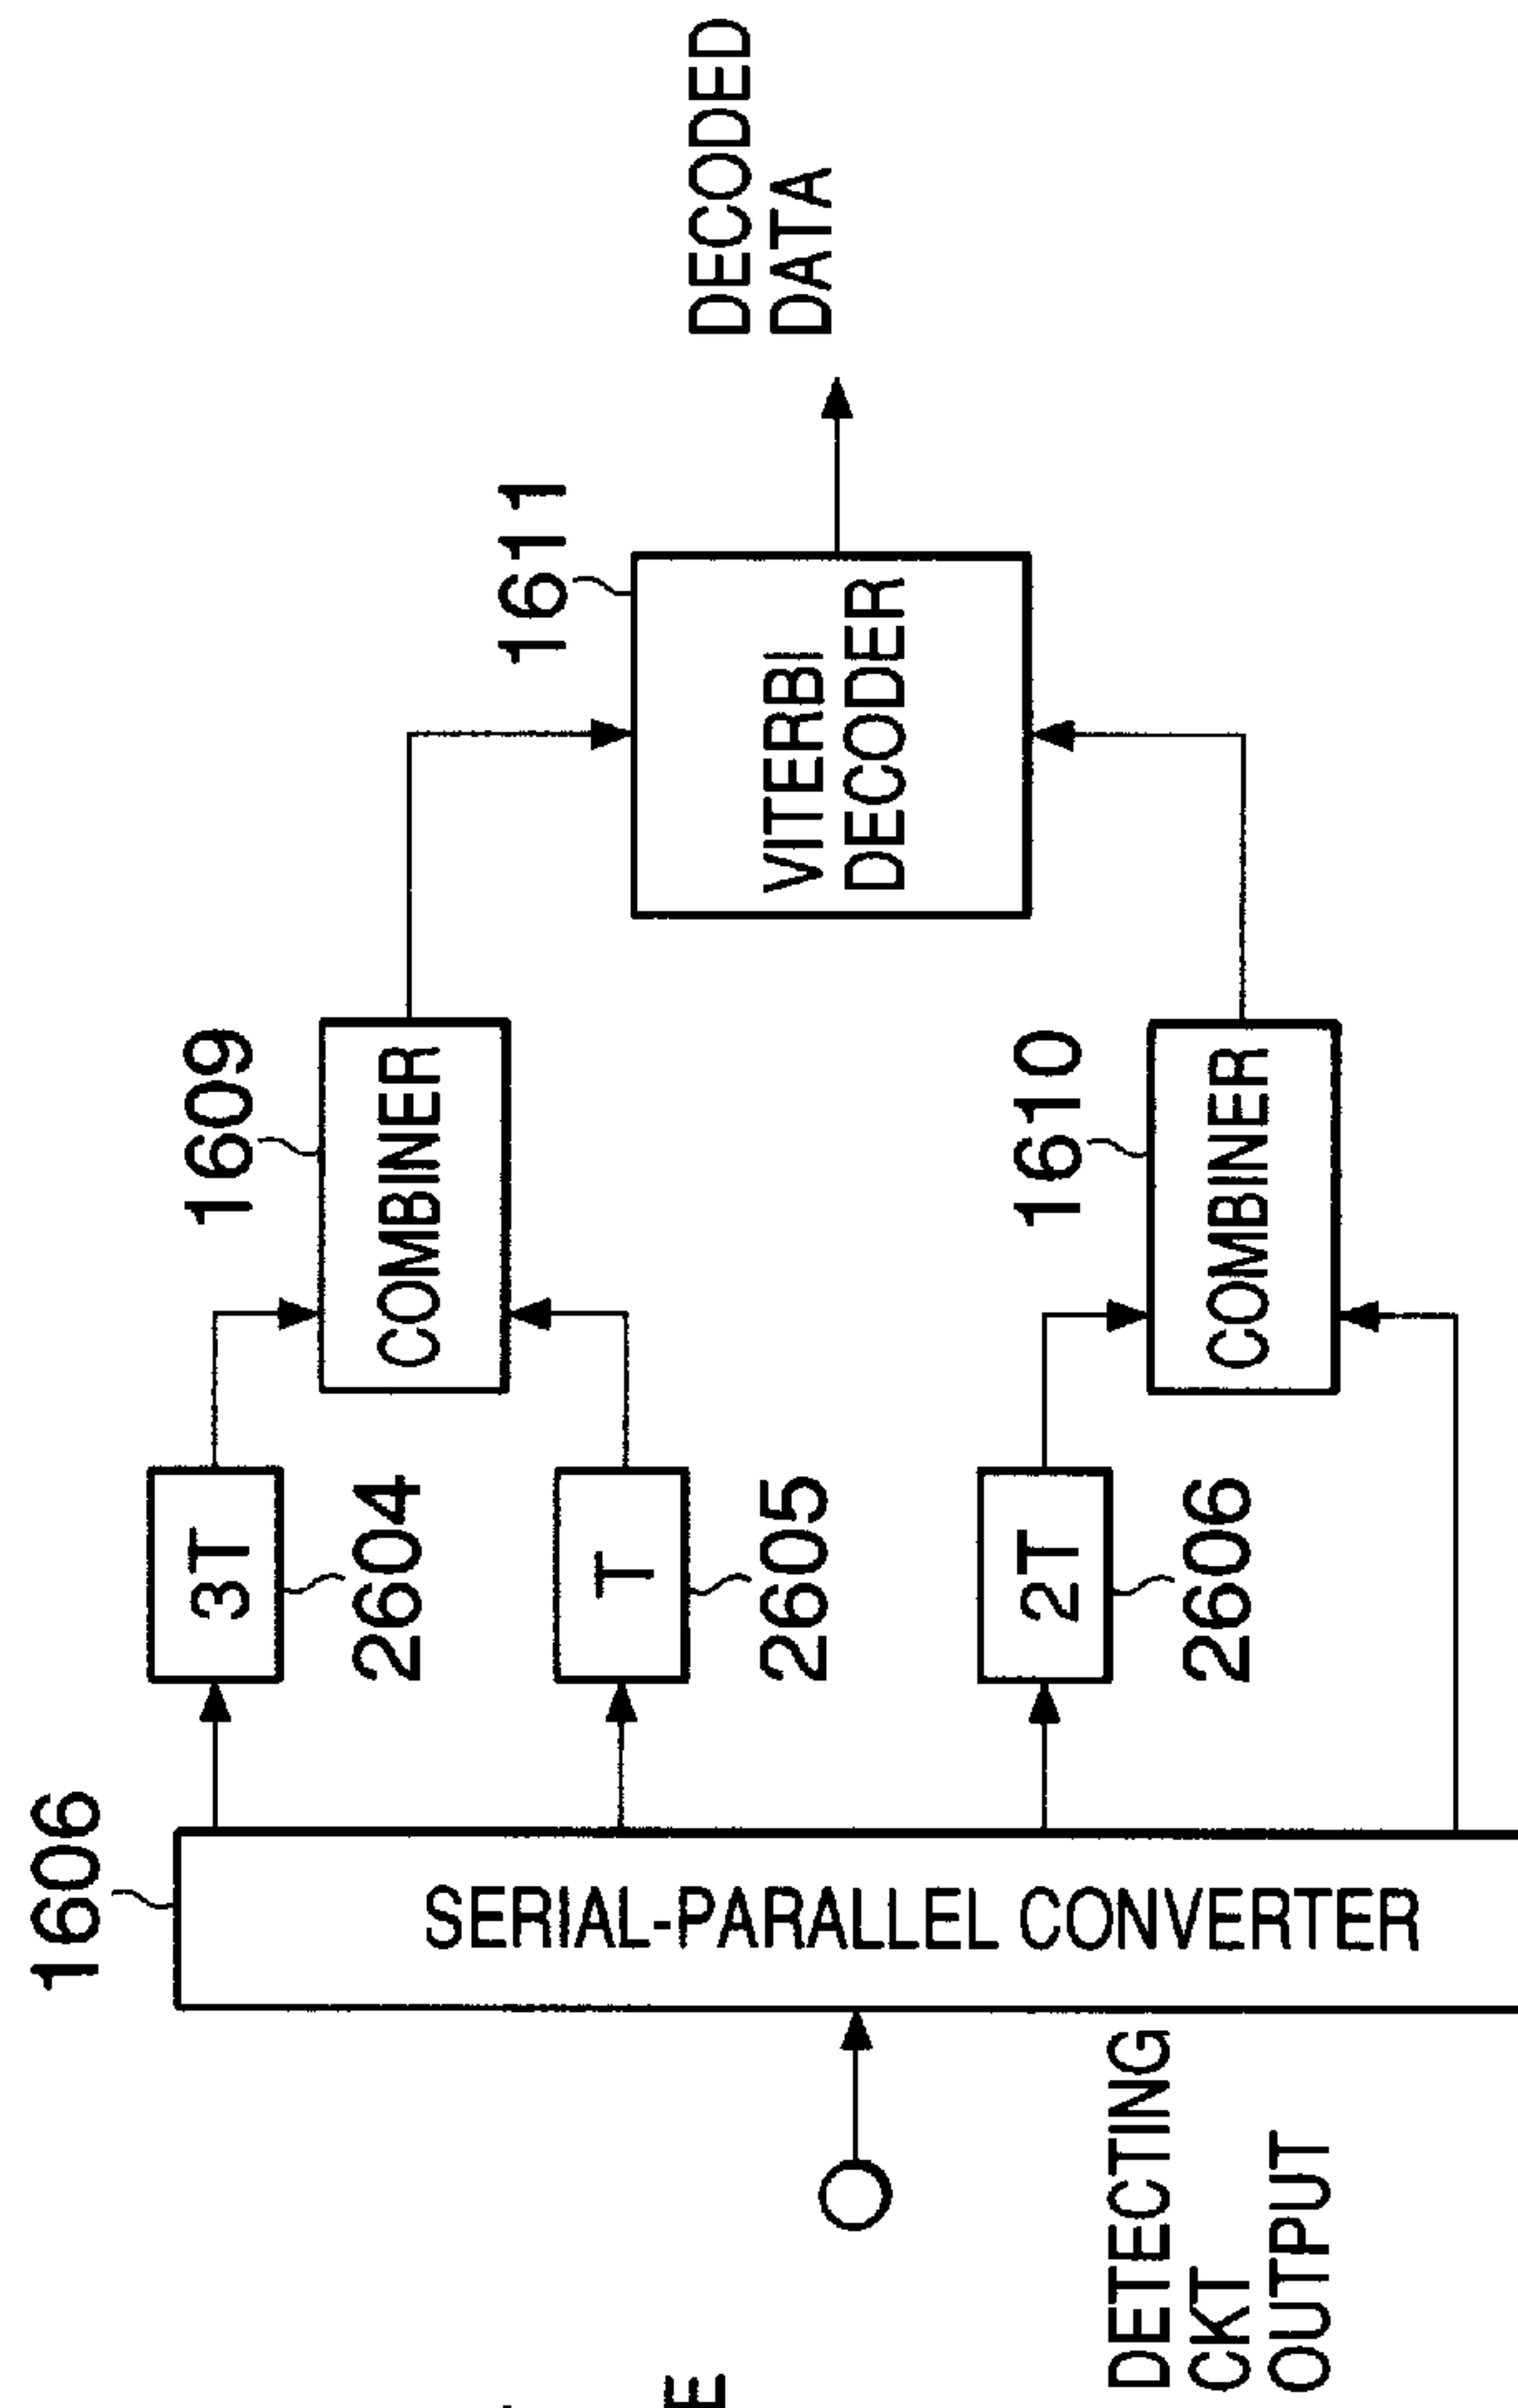 1606
SERIAL-PARALLEL CONVERTER
DETECTING
CKT
OUTPUT
3T
2604
T
2605
2T
2606
1609
COMBINER
1610
COMBINER
1611
VITERBI
DECODER
DECODED
DATA